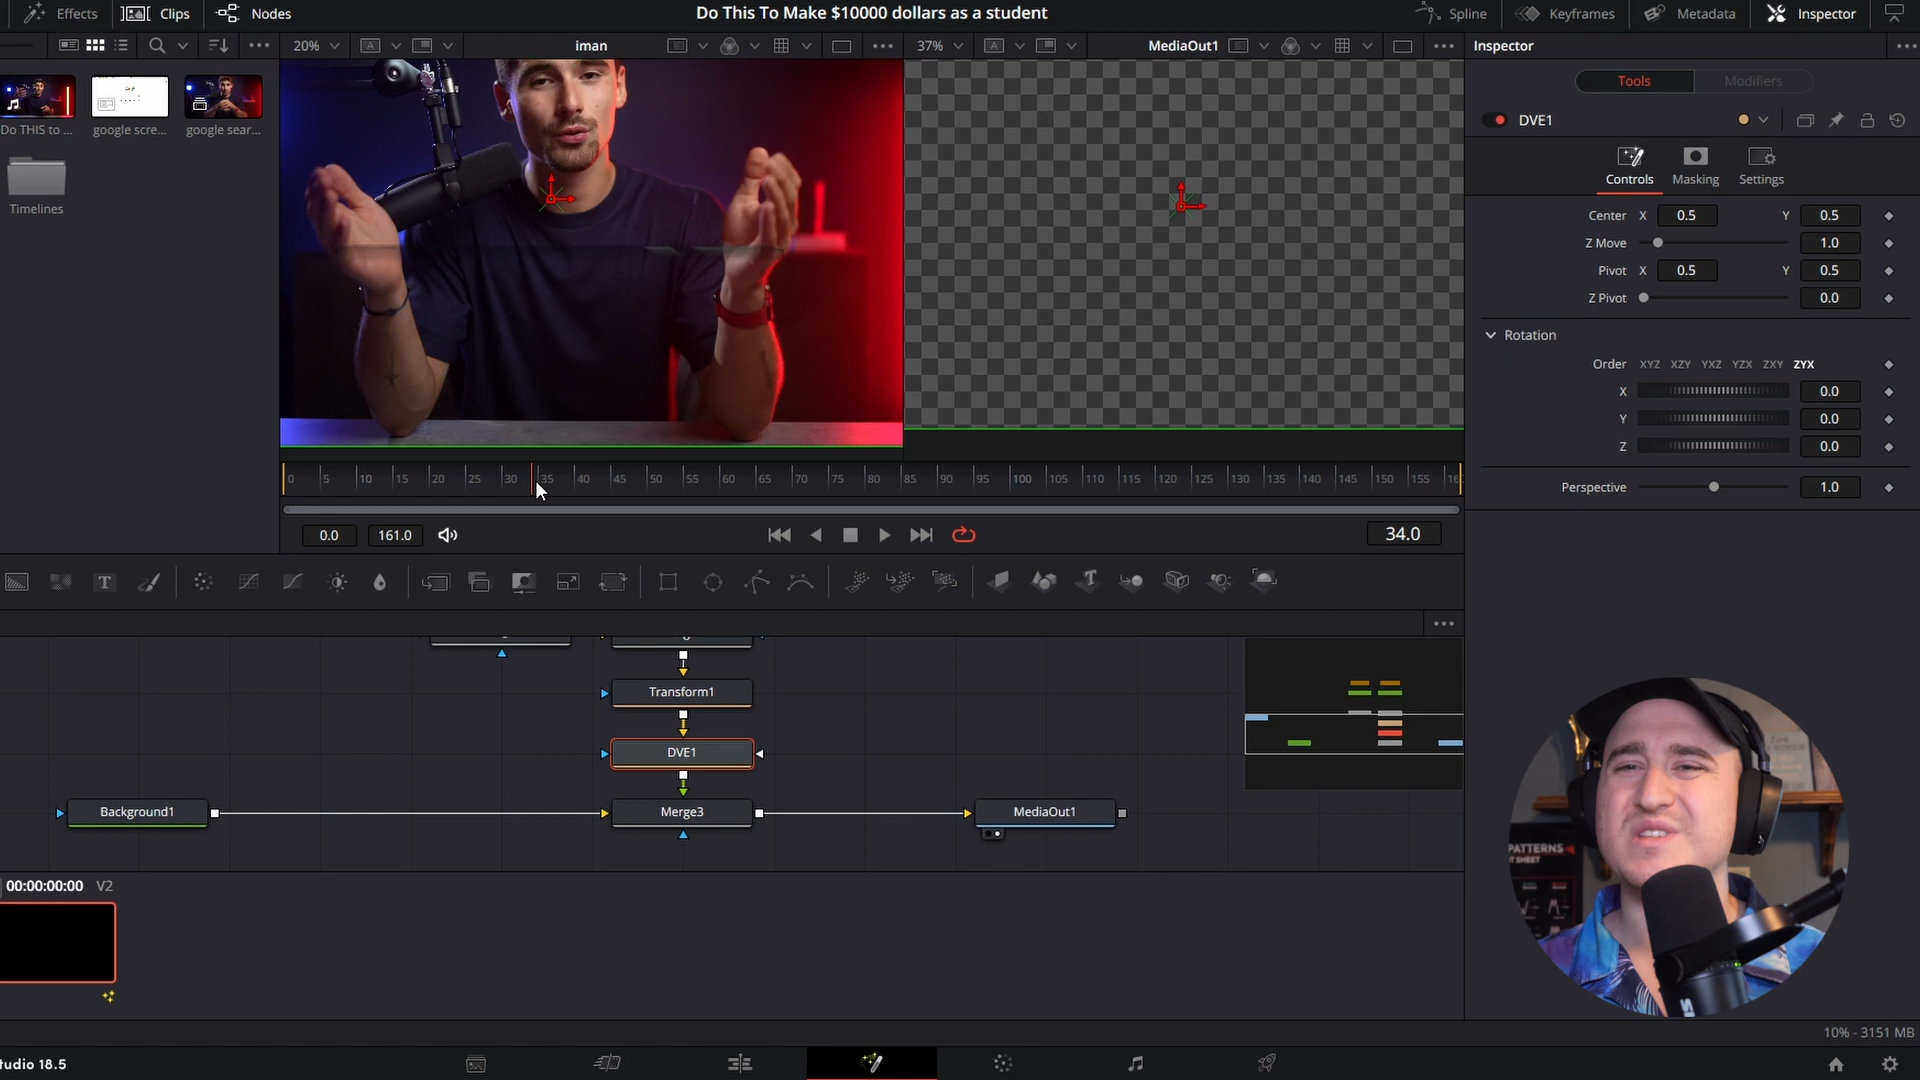 Effects
Clips
Nodes
Do This To Make $10000 dollars as a student
Spline
Keyframes
Metadata
Inspector
20%
A
iman
37%
A
MediaOut1
Inspector
Do THIS to ...
google scre...
google sear...
Timelines
Tools
Modifiers
DVE1
Controls
Masking
Settings
Center X 0.5 Y 0.5
Z Move 1.0
Pivot X 0.5 Y 0.5
Z Pivot 0.0
Rotation
Order XYZ XZY YXZ YZX ZXY ZYX
X 0.0
Y 0.0
Z 0.0
Perspective 1.0
0 5 10 15 20 25 30 35 40 45 50 55 60 65 70 75 80 85 90 95 100 105 110 115 120 125 130 135 140 145 150 155 16
0.0
161.0
34.0
T
Transform1
DVE1
Background1
Merge3
MediaOut1
00:00:00:00 V2
PATTERNS
T SHEET
10% - 3151 MB
tudio 18.5